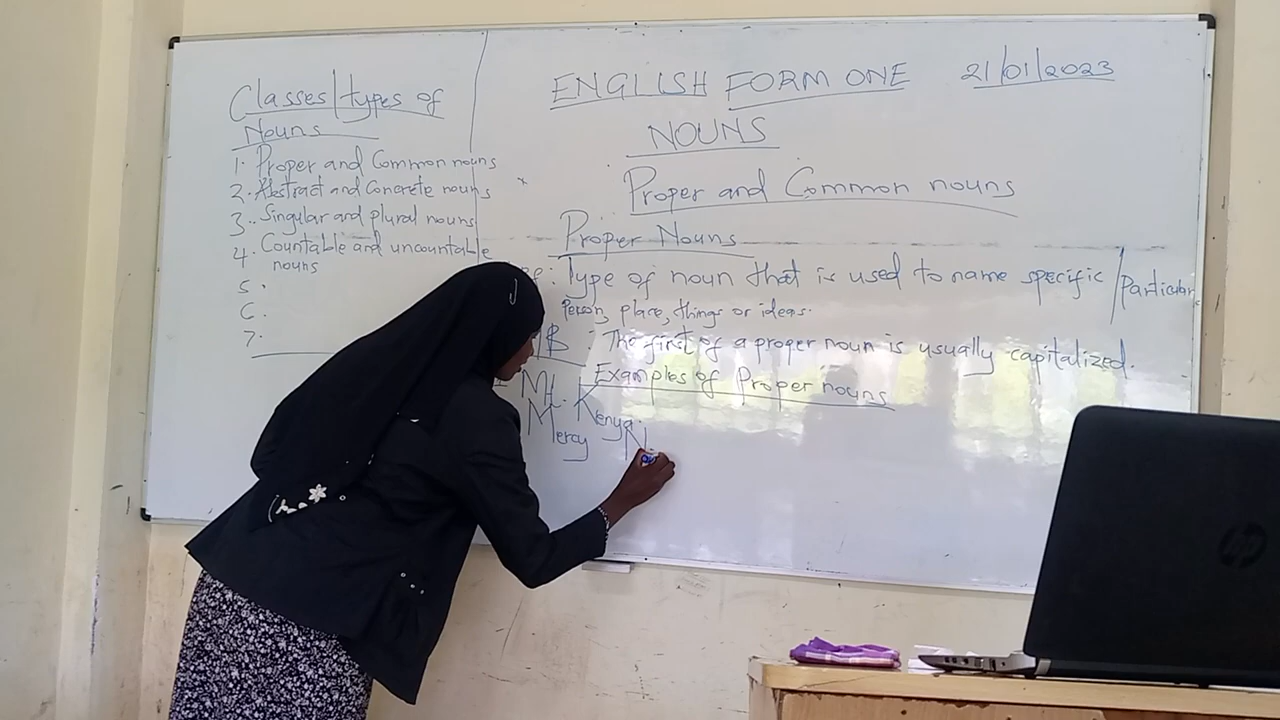 Classes/types of
Nouns
1. Proper and Common nouns
2. Abstract and Concrete nouns
3. Singular and plural nouns
4. Countable and uncountable
nouns
5.
6.
7.
ENGLISH FORM ONE 21/01/2023
NOUNS
Proper and Common nouns
Proper Nouns
: Type of noun that is used to name specific/Particular
Person, place, things or ideas.
B : The first of a proper noun is usually capitalized.
Examples of Proper nouns
Mt. Kenya
Mercy
hp